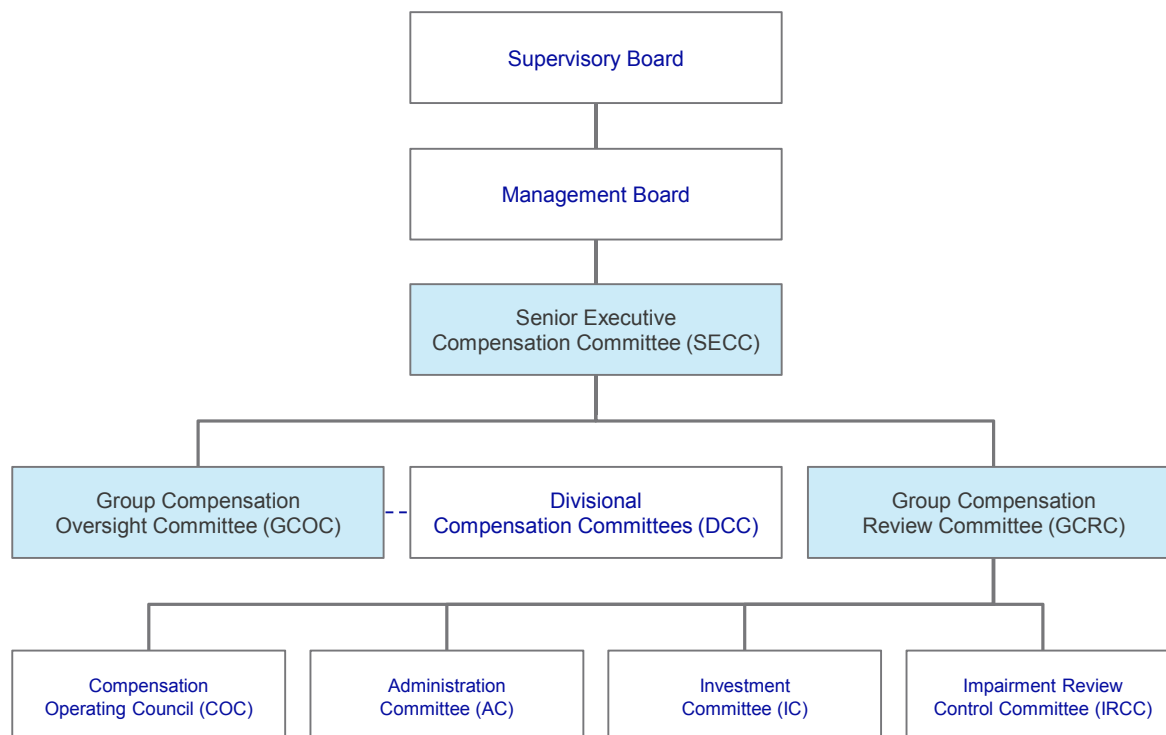 Supervisory Board
Management Board
Senior Executive
Compensation Committee (SECC)
Group Compensation
Oversight Committee (GCOC)
Divisional
Compensation Committees (DCC)
Group Compensation
Review Committee (GCRC)
Compensation
Operating Council (COC)
Administration
Committee (AC)
Investment
Committee (IC)
Impairment Review
Control Committee (IRCC)